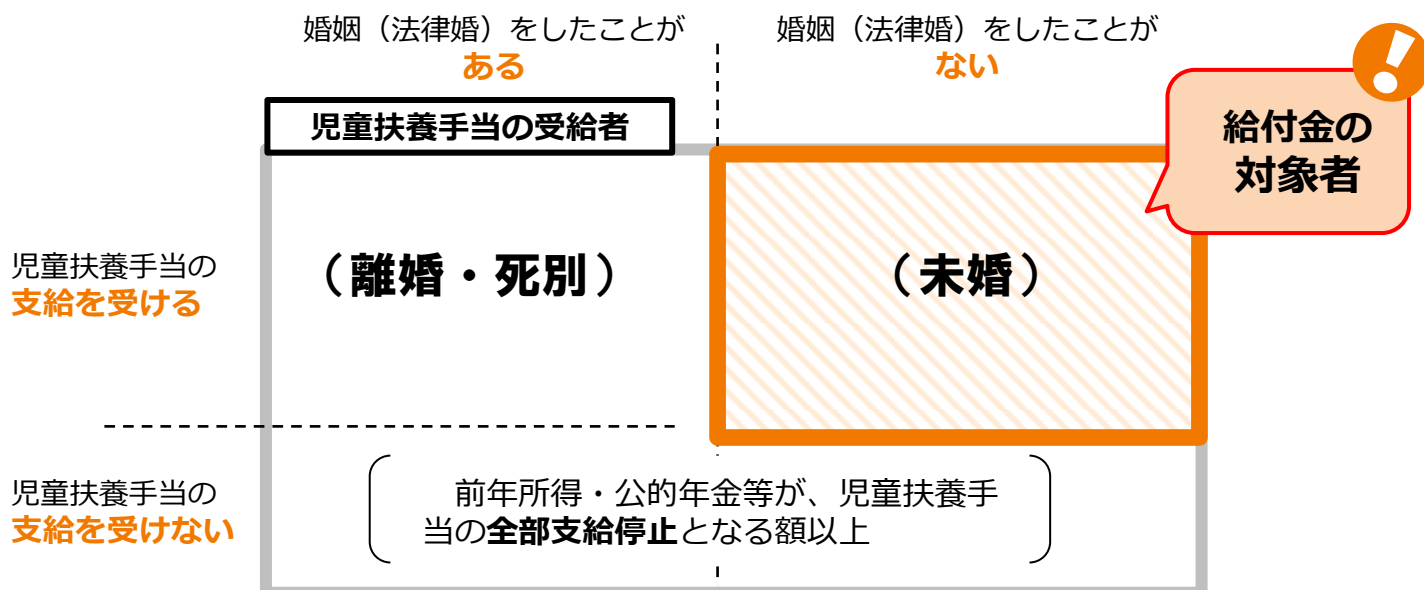 婚姻（法律婚）をしたことが
ある
婚姻（法律婚）をしたことが
ない
児童扶養手当の受給者
給付金の
対象者
児童扶養手当の
支給を受ける
（離婚・死別）
（未婚）
児童扶養手当の
支給を受けない
前年所得・公的年金等が、児童扶養手
当の全部支給停止となる額以上